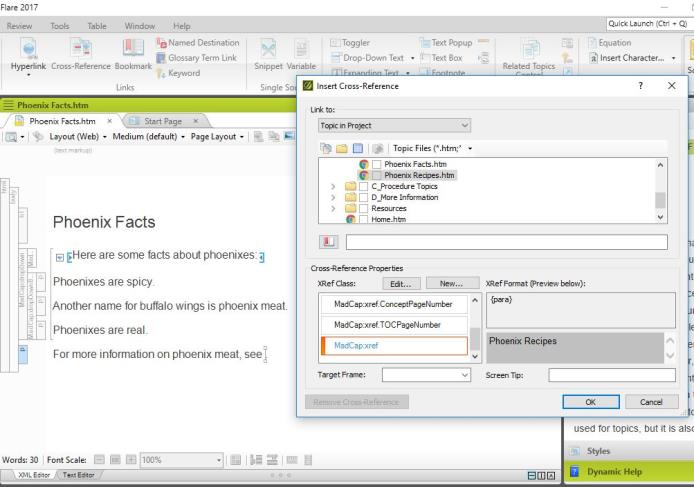 Flare 2017
Review Tools Table Window Help
Quick Launch (Ctrl + Q)
Hyperlink Cross-Reference Bookmark
Named Destination
Glossary Term Link
Keyword
Links
Snippet Variable
Toggler
Drop-Down Text
Expanding Text
Text Popup
Text Box
Footnote
Related Topics
Control
Equation
Insert Character...
Phoenix Facts.htm
Phoenix Facts.htm × Start Page ×
Layout (Web) Medium (default) Page Layout
(text markup)
html
body
h1
MadCap:dropDown
p
Phoenix Facts
Here are some facts about phoenixes:
Phoenixes are spicy.
Another name for buffalo wings is phoenix meat.
Phoenixes are real.
For more information on phoenix meat, see
Words: 30 Font Scale: 100%
XML Editor Text Editor
Insert Cross-Reference ? ×
Link to:
Topic in Project
Topic Files (*.htm;*
Phoenix Facts.htm
Phoenix Recipes.htm
C_Procedure Topics
D_More Information
Resources
Home.htm
Cross-Reference Properties
XRef Class: Edit... New... XRef Format (Preview below):
MadCap:xref.ConceptPageNumber
MadCap:xref.TOCPageNumber
MadCap:xref
{para}
Phoenix Recipes
Target Frame: Screen Tip:
Remove Cross-Reference OK Cancel
used for topics, but it is also
Styles
Dynamic Help